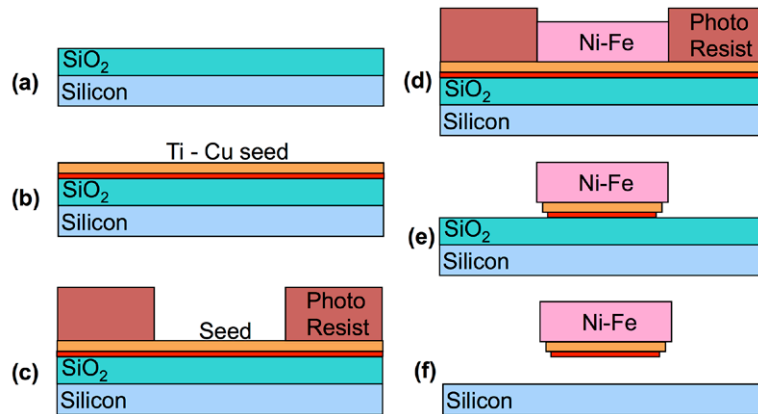 (a)
SiO₂
Silicon
Ti - Cu seed
(b)
SiO₂
Silicon
Photo
Resist
Seed
(c)
SiO₂
Silicon
Ni-Fe
Photo
Resist
(d)
SiO₂
Silicon
Ni-Fe
(e)
SiO₂
Silicon
Ni-Fe
(f)
Silicon